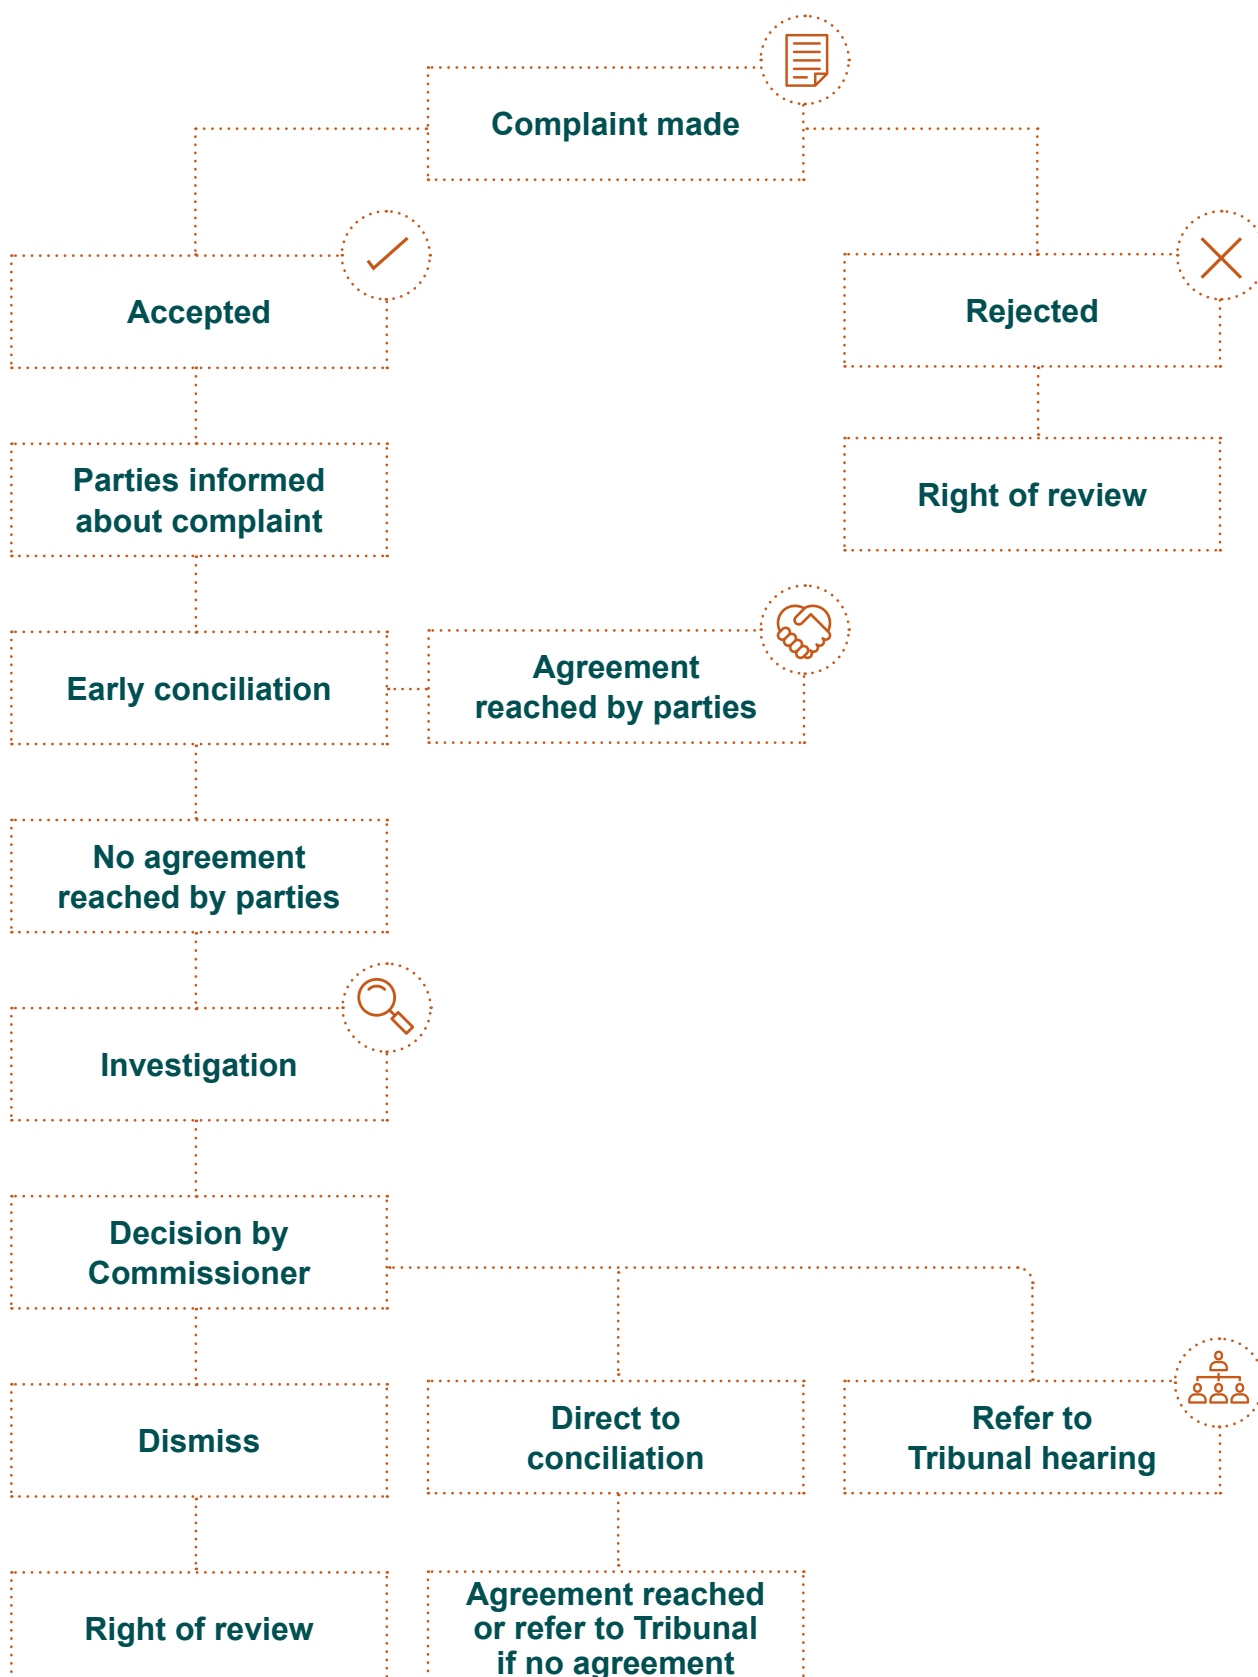 Complaint made
Accepted
Rejected
Parties informed
about complaint
Right of review
Early conciliation
Agreement
reached by parties
No agreement
reached by parties
Investigation
Decision by
Commissioner
Dismiss
Direct to
conciliation
Refer to
Tribunal hearing
Right of review
Agreement reached
or refer to Tribunal
if no agreement